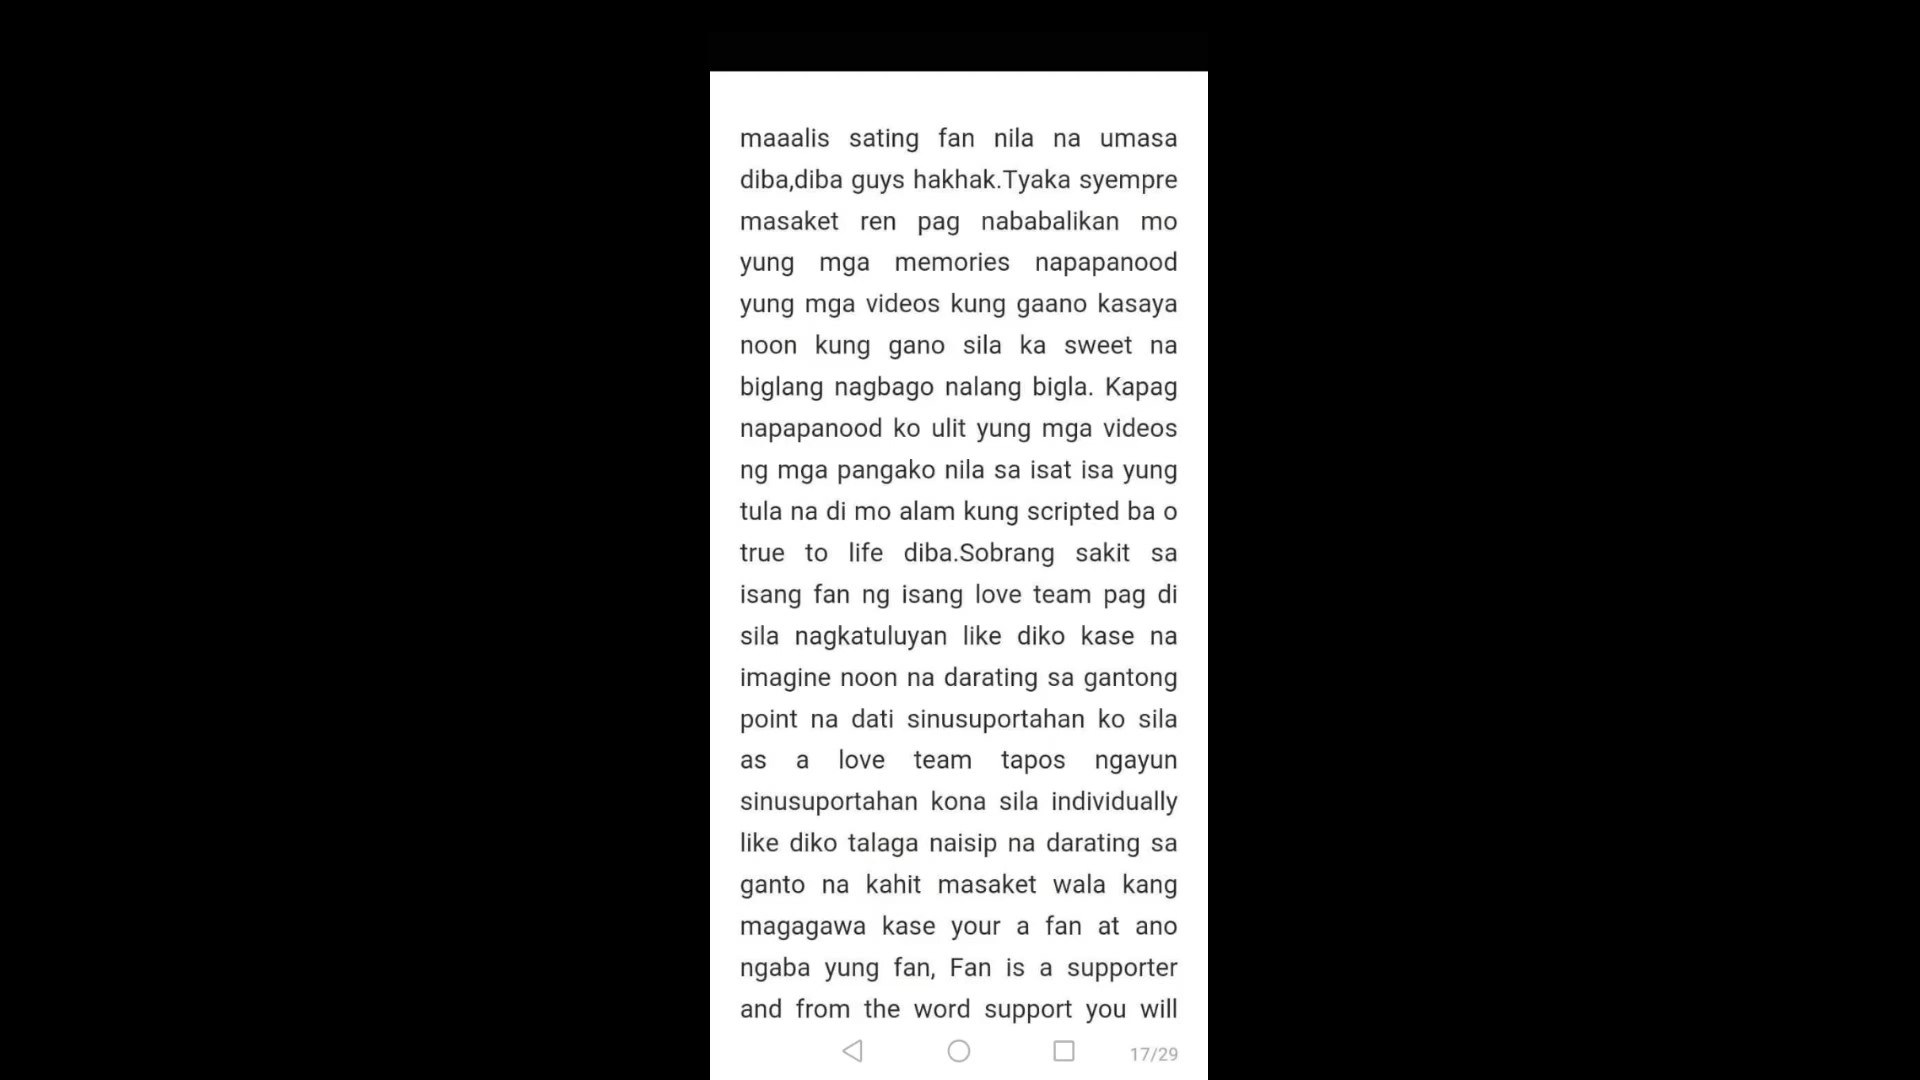 maaalis sating fan nila na umasa
diba,diba guys hakhak.Tyaka syempre
masaket ren pag nababalikan mo
yung mga memories napapanood
yung mga videos kung gaano kasaya
noon kung gano sila ka sweet na
biglang nagbago nalang bigla. Kapag
napapanood ko ulit yung mga videos
ng mga pangako nila sa isat isa yung
tula na di mo alam kung scripted ba o
true to life diba.Sobrang sakit sa
isang fan ng isang love team pag di
sila nagkatuluyan like diko kase na
imagine noon na darating sa gantong
point na dati sinusuportahan ko sila
as a love team tapos ngayun
sinusuportahan kona sila individually
like diko talaga naisip na darating sa
ganto na kahit masaket wala kang
magagawa kase your a fan at ano
ngaba yung fan, Fan is a supporter
and from the word support you will
17/29